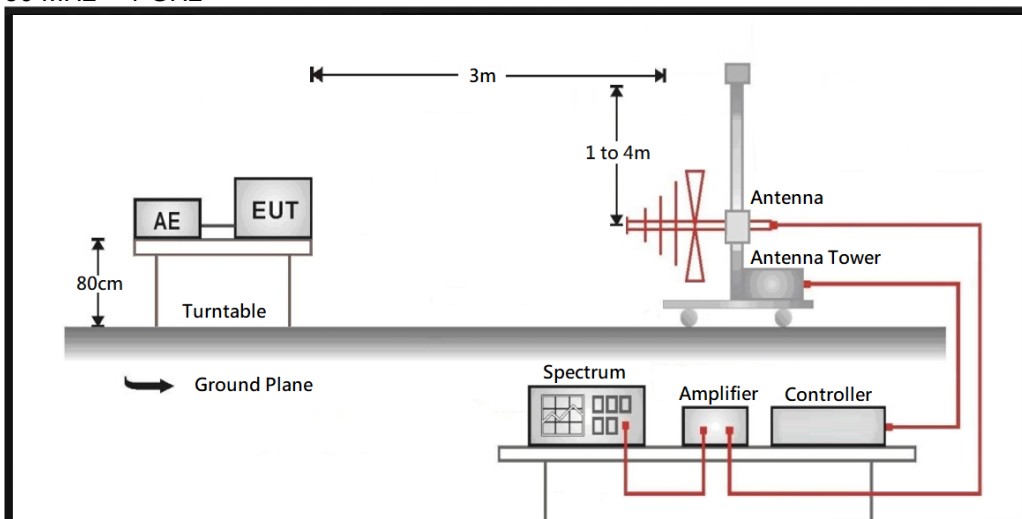 3m
1 to 4m
Antenna
AE
EUT
Antenna Tower
80cm
Turntable
Ground Plane
Spectrum
Amplifier
Controller